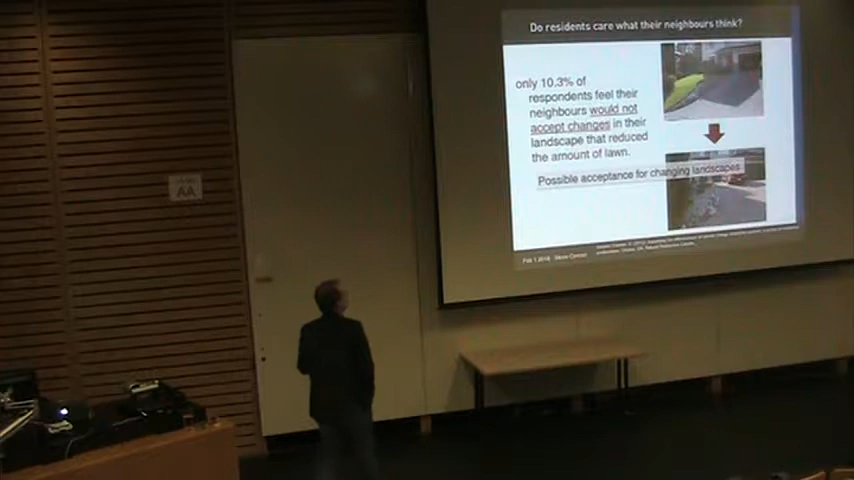 Do residents care what their neighbours think?
only 10.3% of
respondents feel their
neighbours would not
accept changes in their
landscape that reduced
the amount of lawn.
Possible acceptance for changing landscapes
AA